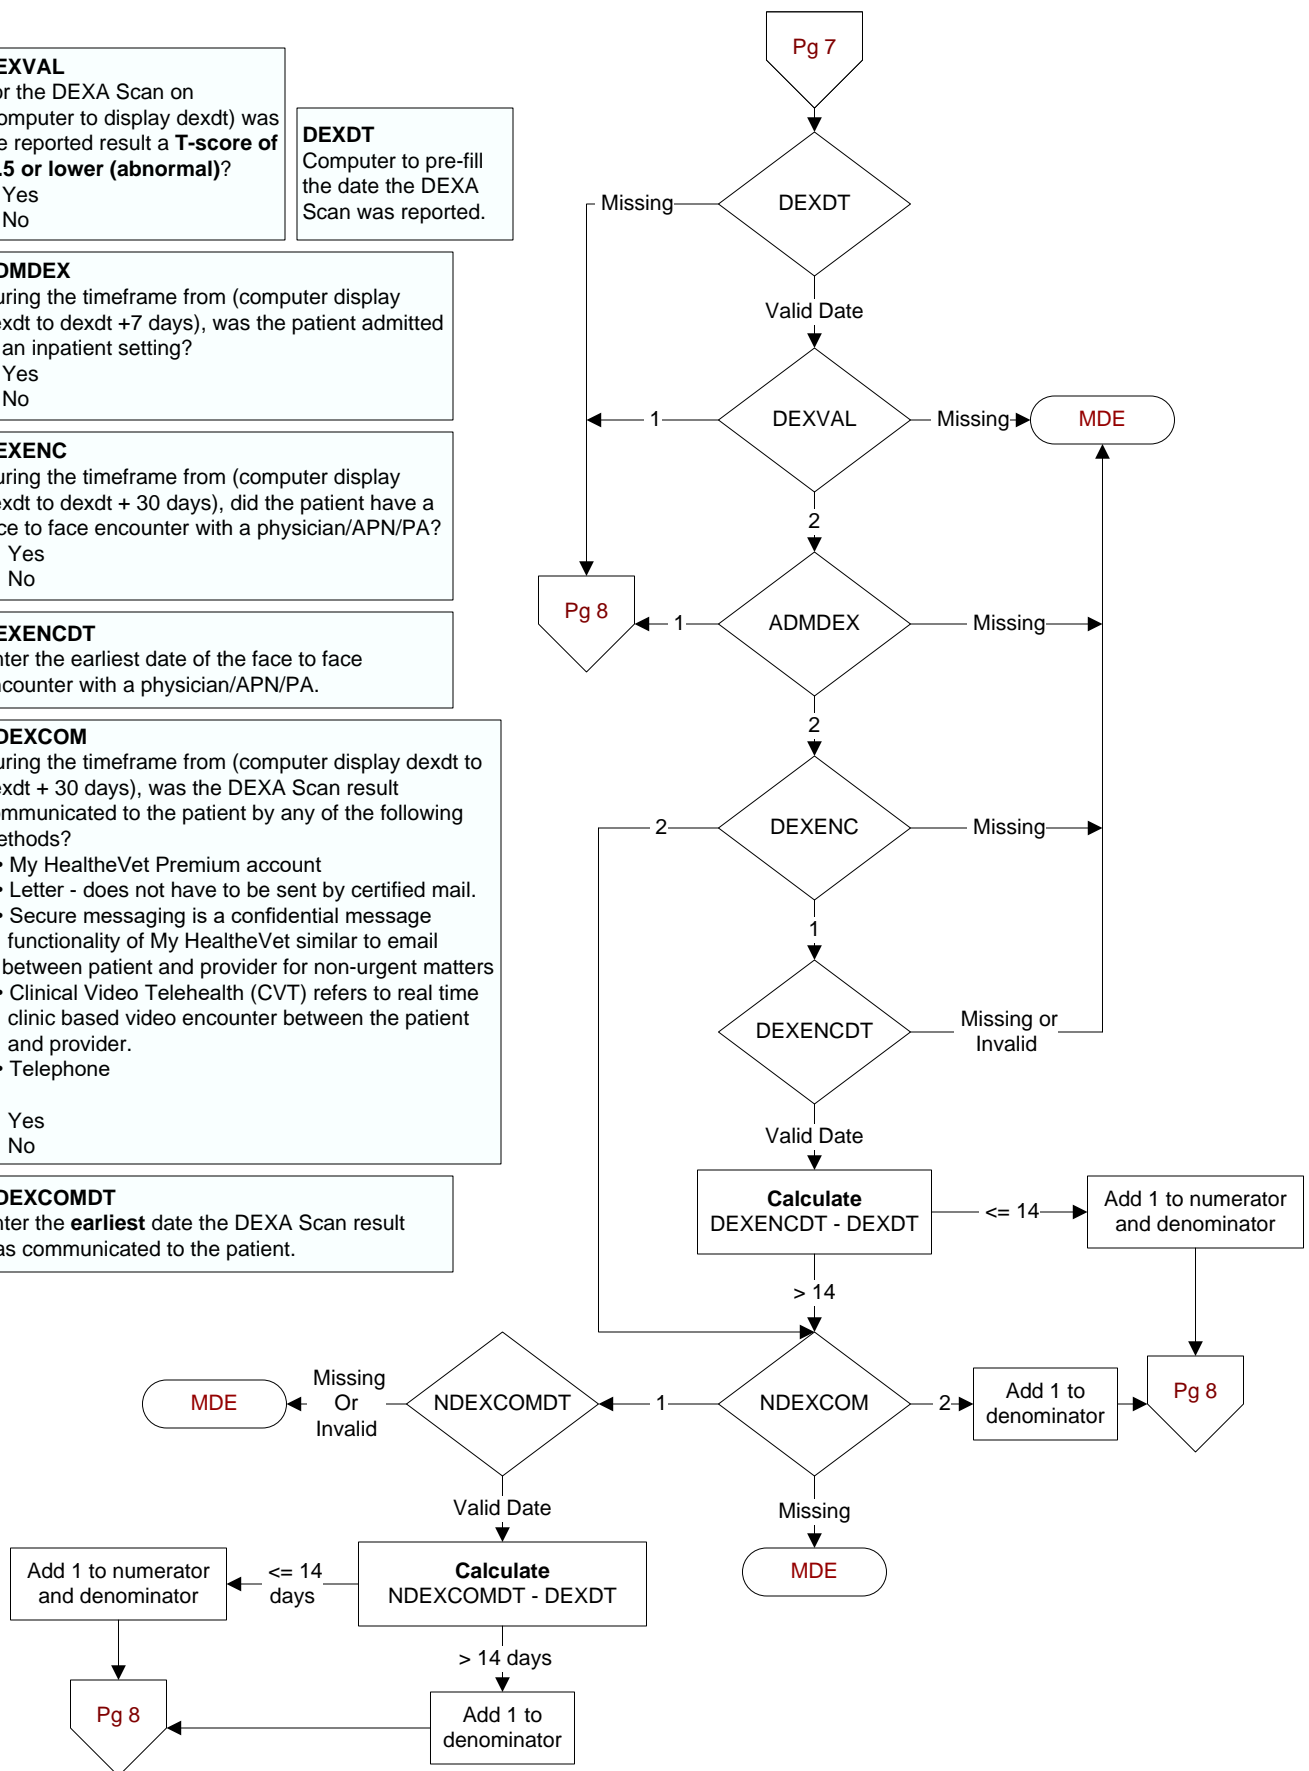 Pg 7
EXVAL
or the DEXA Scan on
omputer to display dexdt) was
e reported result a T-score of
.5 or lower (abnormal)?
Yes
No
DEXDT
Computer to pre-fill
the date the DEXA
Scan was reported.
DMDEX
uring the timeframe from (computer display
exdt to dexdt +7 days), was the patient admitted
an inpatient setting?
Yes
No
EXENC
uring the timeframe from (computer display
exdt to dexdt + 30 days), did the patient have a
ce to face encounter with a physician/APN/PA?
Yes
No
EXENCDT
nter the earliest date of the face to face
ncounter with a physician/APN/PA.
DEXCOM
uring the timeframe from (computer display dexdt to
exdt + 30 days), was the DEXA Scan result
ommunicated to the patient by any of the following
ethods?
• My HealtheVet Premium account
• Letter - does not have to be sent by certified mail.
• Secure messaging is a confidential message
functionality of My HealtheVet similar to email
between patient and provider for non-urgent matters
• Clinical Video Telehealth (CVT) refers to real time
clinic based video encounter between the patient
and provider.
• Telephone
Yes
No
DEXCOMDT
nter the earliest date the DEXA Scan result
as communicated to the patient.
DEXDT
Missing
Valid Date
DEXVAL
1
Missing
MDE
2
Pg 8
1
ADMDEX
Missing
2
2
DEXENC
Missing
1
DEXENCDT
Missing or
Invalid
Valid Date
Calculate
DEXENCDT - DEXDT
<= 14
Add 1 to numerator
and denominator
> 14
MDE
Missing
Or
Invalid
NDEXCOMDT
1
NDEXCOM
2
Add 1 to
denominator
Pg 8
Valid Date
Missing
MDE
Add 1 to numerator
and denominator
<= 14
days
Calculate
NDEXCOMDT - DEXDT
> 14 days
Pg 8
Add 1 to
denominator